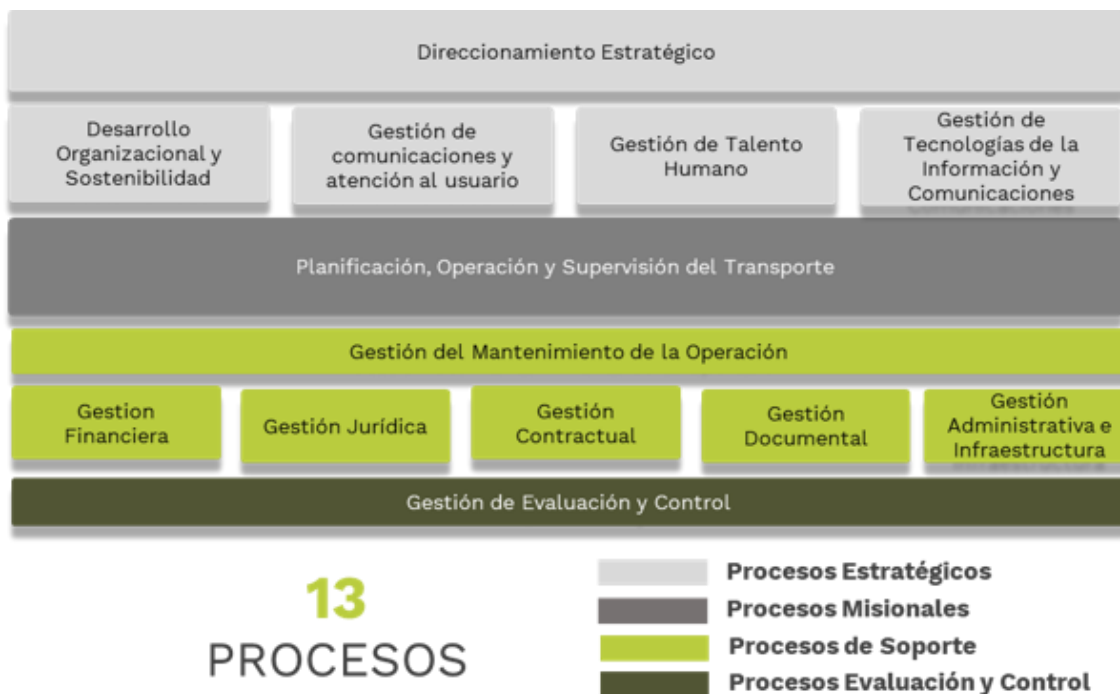 Direccionamiento Estratégico
Desarrollo
Organizacional y
Sostenibilidad
Gestión de
comunicaciones y
atención al usuario
Gestión de Talento
Humano
Gestión de
Tecnologías de la
Información y
Comunicaciones
Planificación, Operación y Supervisión del Transporte
Gestión del Mantenimiento de la Operación
Gestion
Financiera
Gestión Jurídica
Gestión
Contractual
Gestión
Documental
Gestión
Administrativa e
Infraestructura
Gestión de Evaluación y Control
13
PROCESOS
Procesos Estratégicos
Procesos Misionales
Procesos de Soporte
Procesos Evaluación y Control